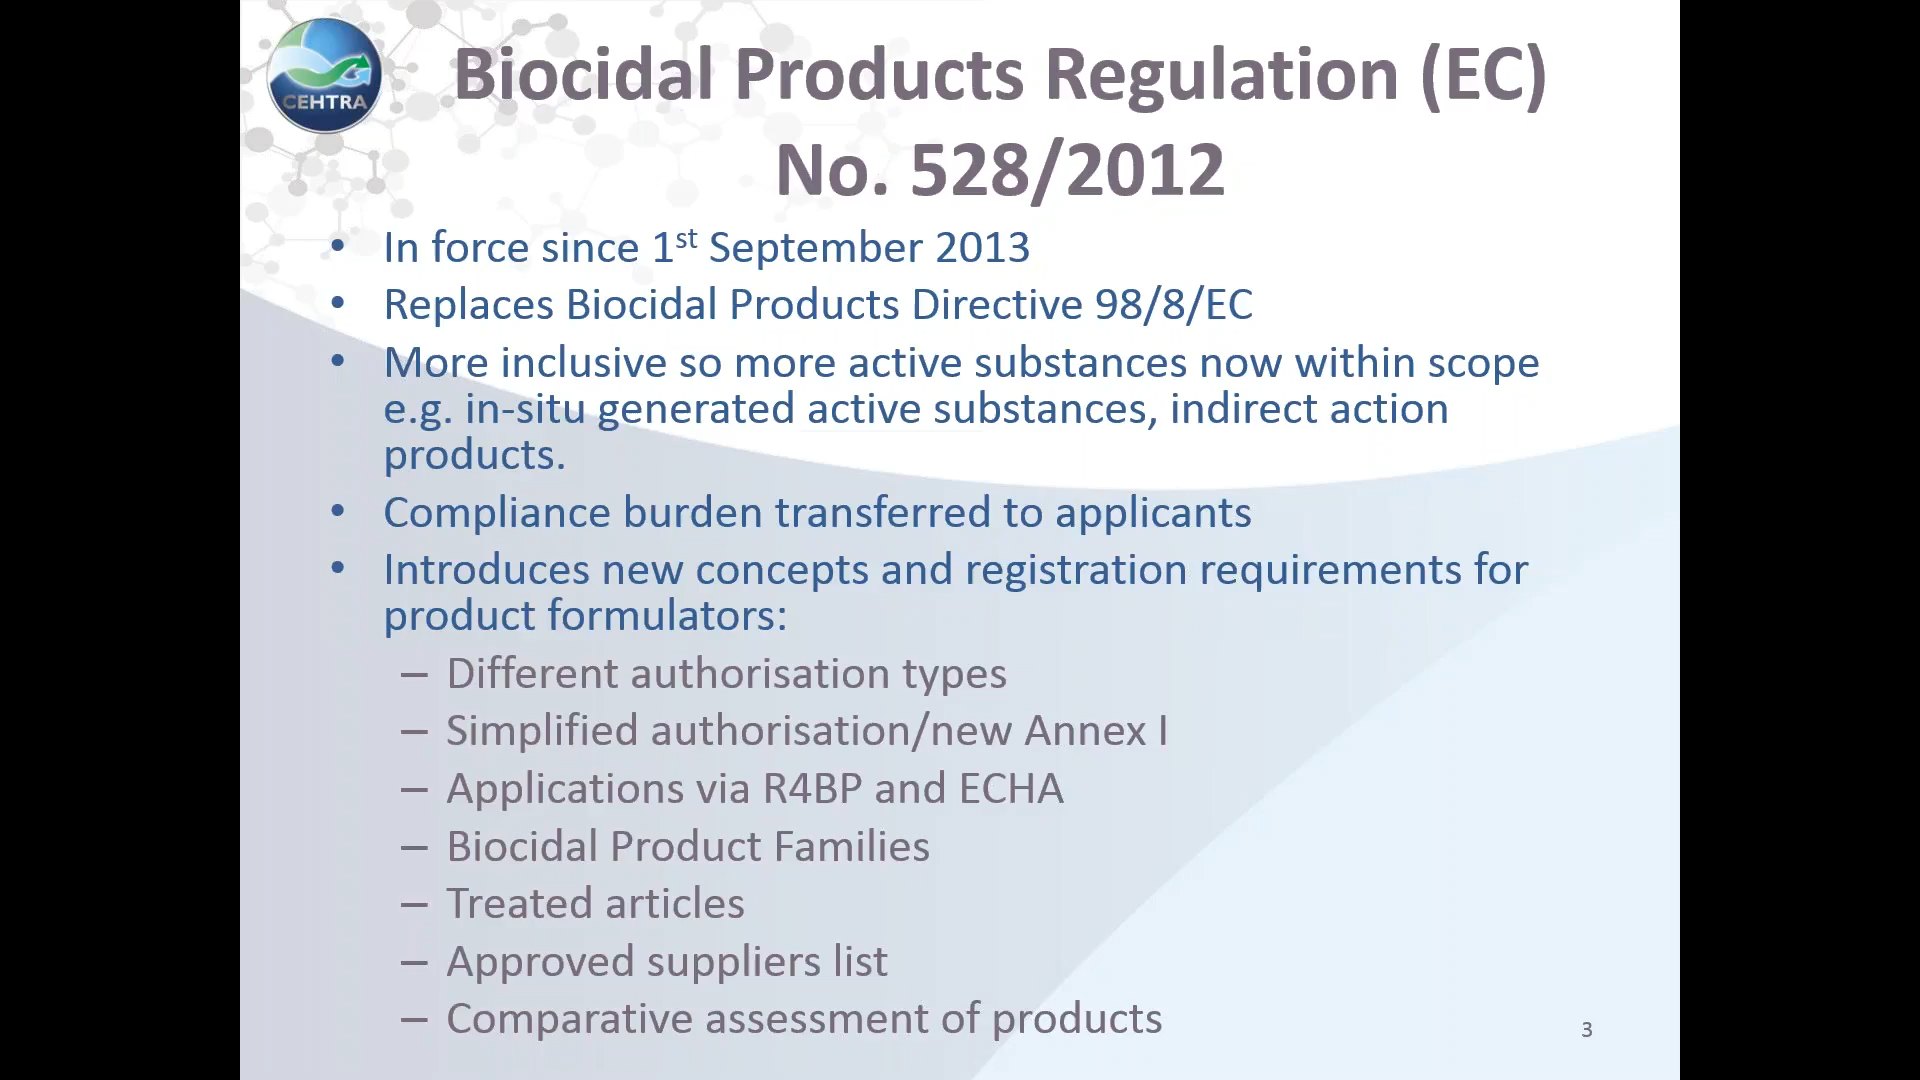 CEHTRA
Biocidal Products Regulation (EC)
No. 528/2012
• In force since 1st September 2013
• Replaces Biocidal Products Directive 98/8/EC
• More inclusive so more active substances now within scope
e.g. in-situ generated active substances, indirect action
products.
• Compliance burden transferred to applicants
• Introduces new concepts and registration requirements for
product formulators:
– Different authorisation types
– Simplified authorisation/new Annex I
– Applications via R4BP and ECHA
– Biocidal Product Families
– Treated articles
– Approved suppliers list
– Comparative assessment of products
3